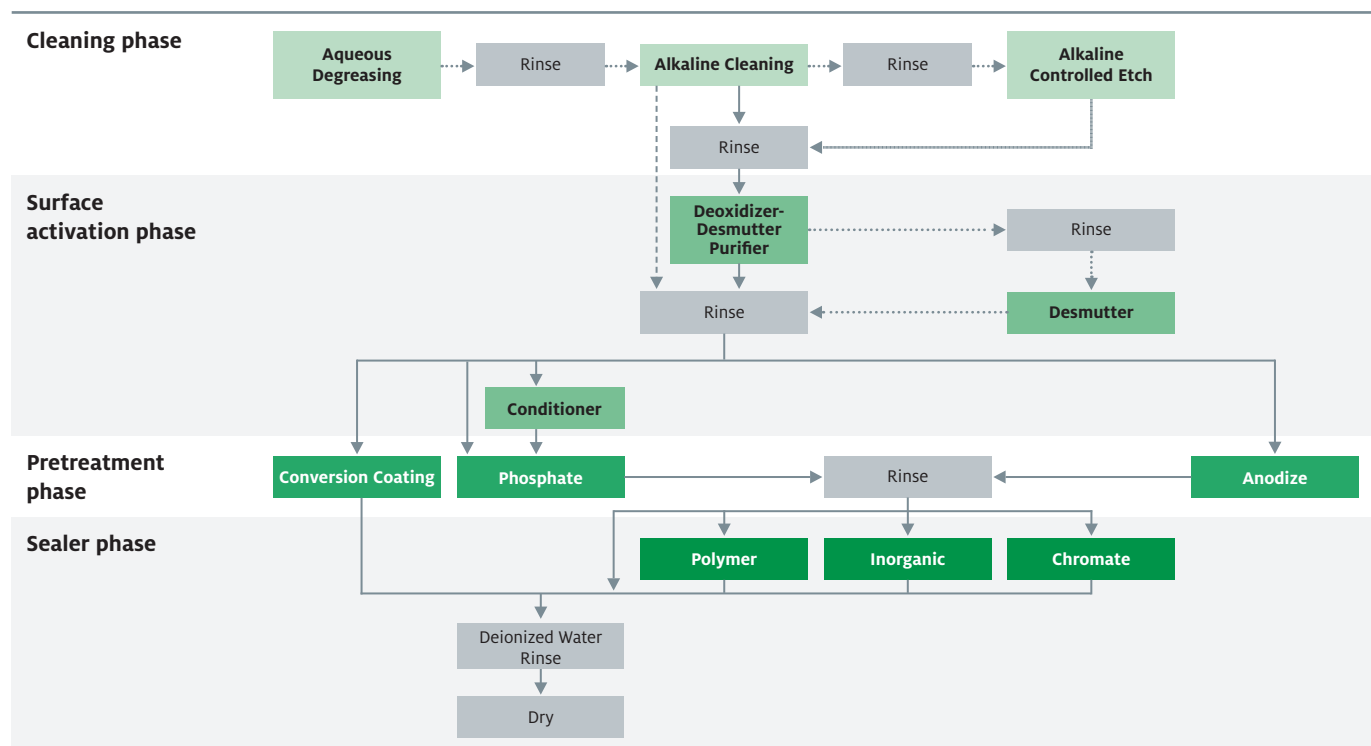 Cleaning phase
Aqueous
Degreasing
Rinse
Alkaline Cleaning
Rinse
Alkaline
Controlled Etch
Rinse
Surface
activation phase
Deoxidizer-
Desmutter
Purifier
Rinse
Rinse
Desmutter
Conditioner
Pretreatment
phase
Conversion Coating
Phosphate
Rinse
Anodize
Sealer phase
Polymer
Inorganic
Chromate
Deionized Water
Rinse
Dry